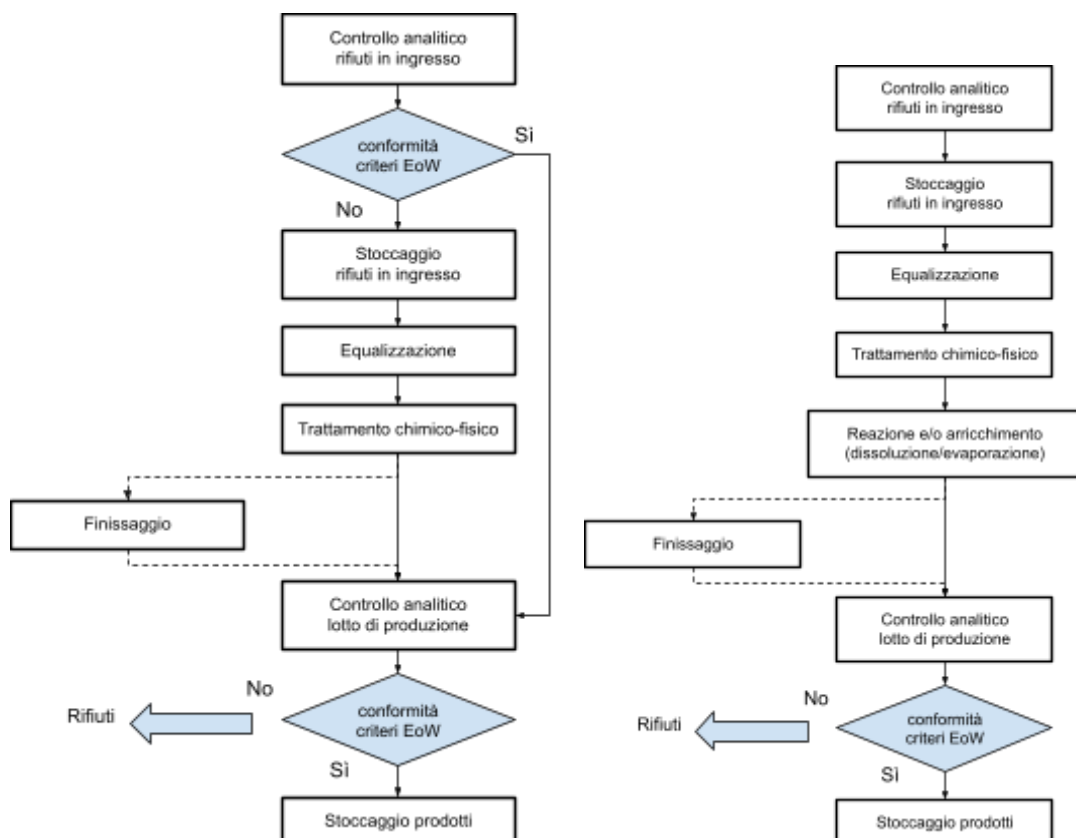 Controllo analitico
rifiuti in ingresso
conformità
criteri EoW
Sì
No
Stoccaggio
rifiuti in ingresso
Equalizzazione
Trattamento chimico-fisico
Finissaggio
Controllo analitico
lotto di produzione
conformità
criteri EoW
No
Rifiuti
Sì
Stoccaggio prodotti
Controllo analitico
rifiuti in ingresso
Stoccaggio
rifiuti in ingresso
Equalizzazione
Trattamento chimico-fisico
Reazione e/o arricchimento
(dissoluzione/evaporazione)
Finissaggio
Controllo analitico
lotto di produzione
conformità
criteri EoW
No
Rifiuti
Sì
Stoccaggio prodotti